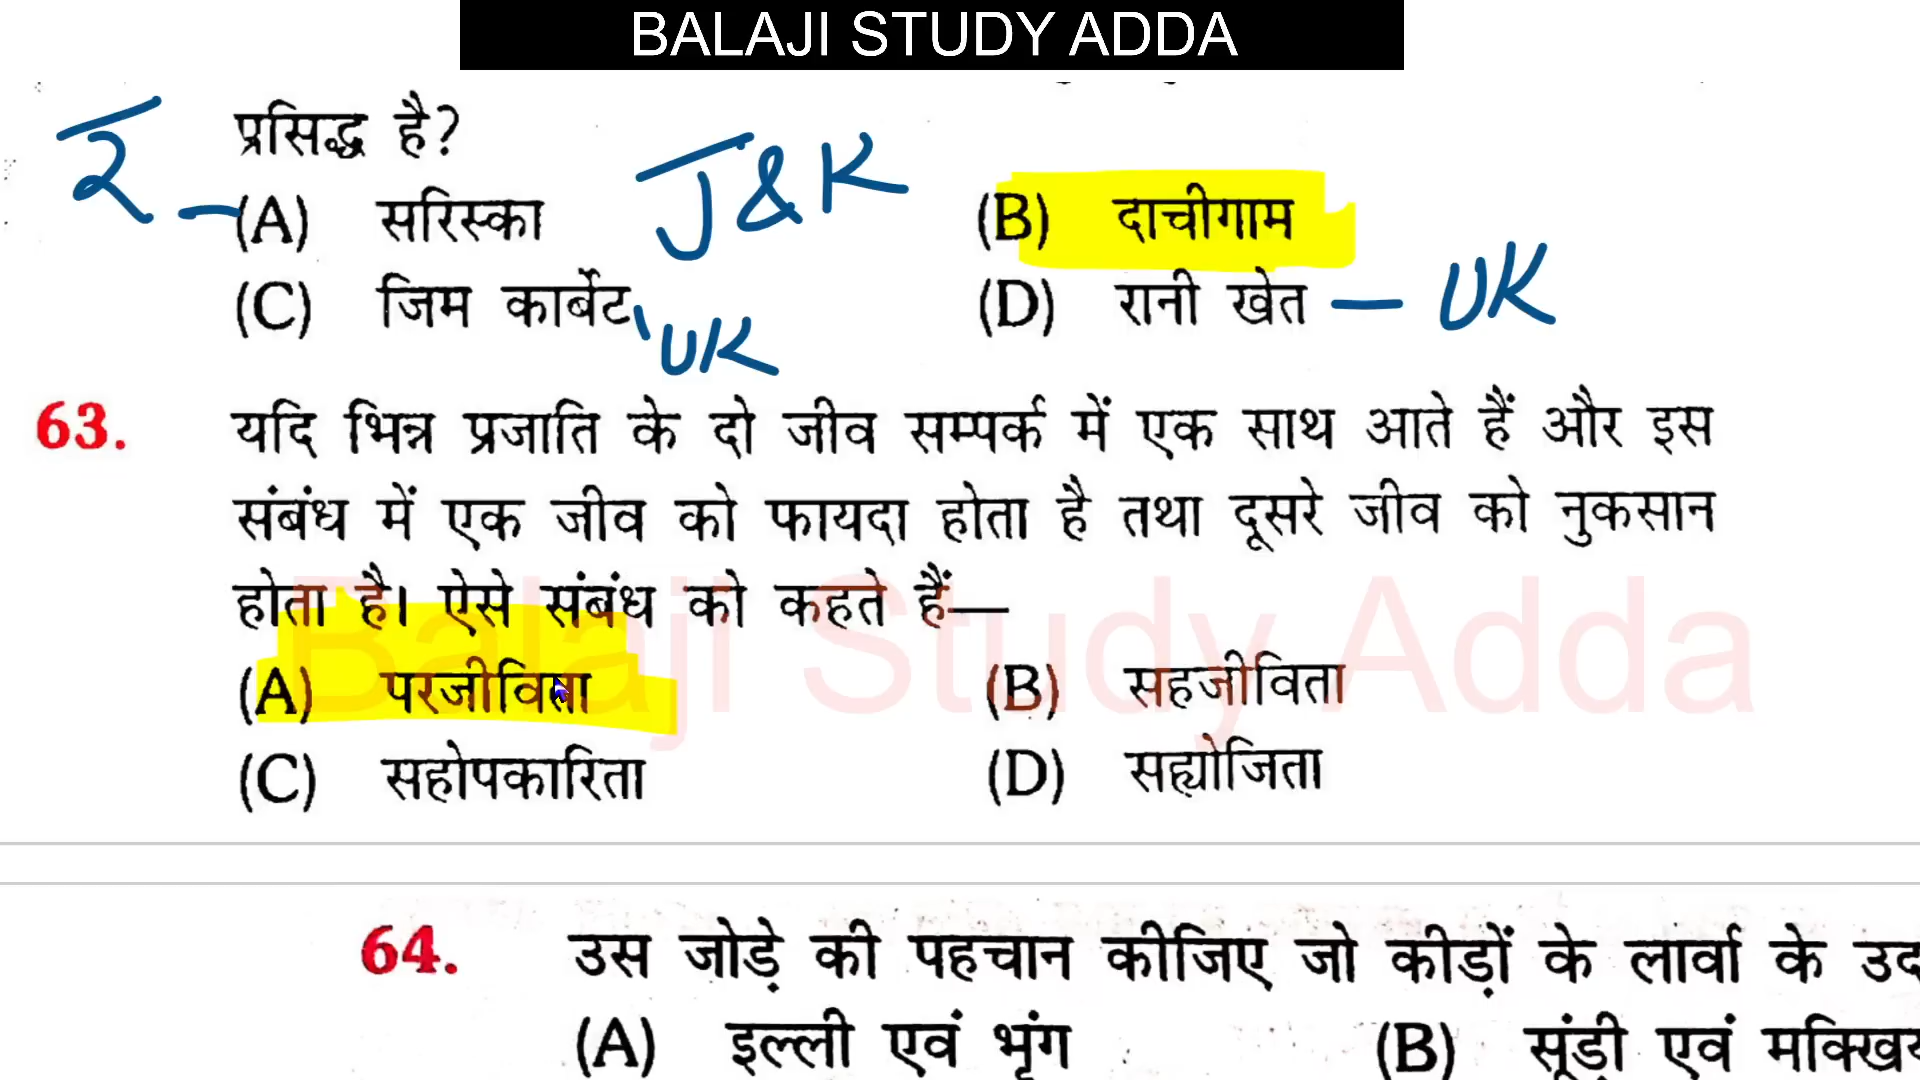 BALAJI STUDY ADDA
प्रसिद्ध है?
(A) सरिस्का J&K (B) दाचीगाम
(C) जिम कार्बेट UK (D) रानी खेत — UK
63. यदि भिन्न प्रजाति के दो जीव सम्पर्क में एक साथ आते हैं और इस
संबंध में एक जीव को फायदा होता है तथा दूसरे जीव को नुकसान
होता है। ऐसे संबंध को कहते हैं—
Balaji Study Adda
(A) परजीविता (B) सहजीविता
(C) सहोपकारिता (D) सह्योजिता
64. उस जोड़े की पहचान कीजिए जो कीड़ों के लार्वा के
(A) इल्ली एवं भृंग (B) सूंड़ी एवं